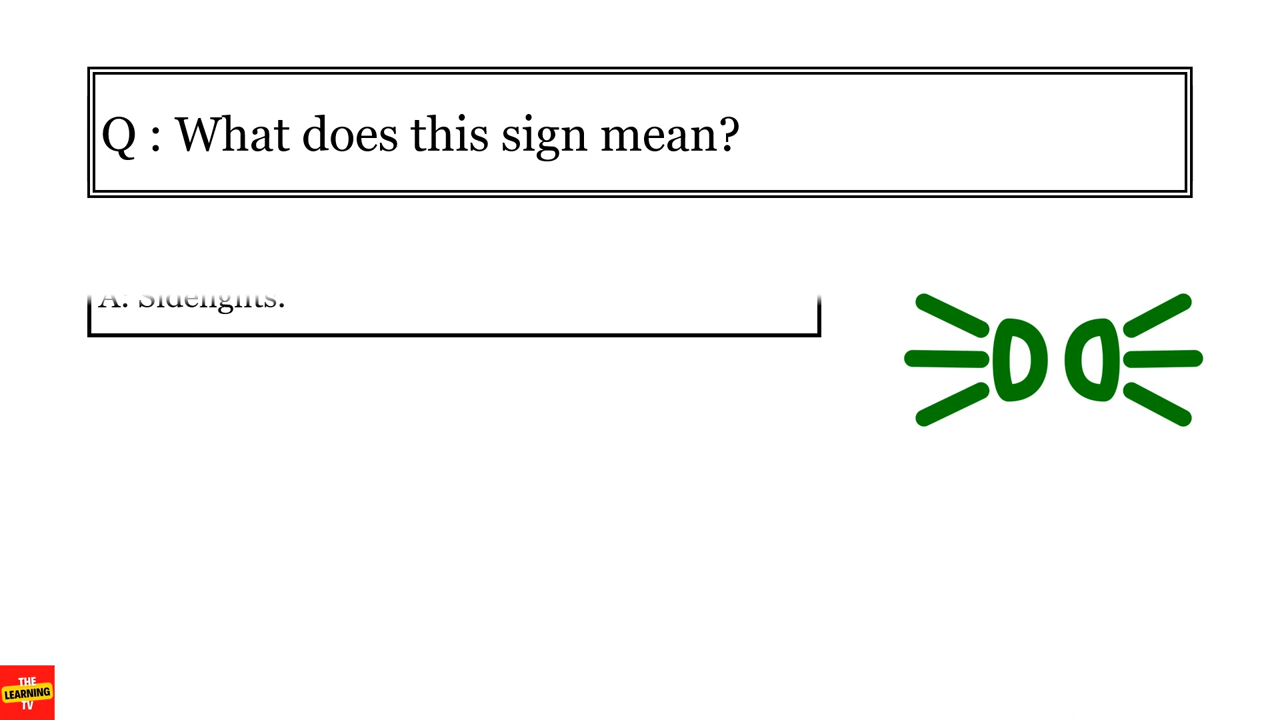 Q : What does this sign mean?
A. Sidelights.
THE
LEARNING
TV